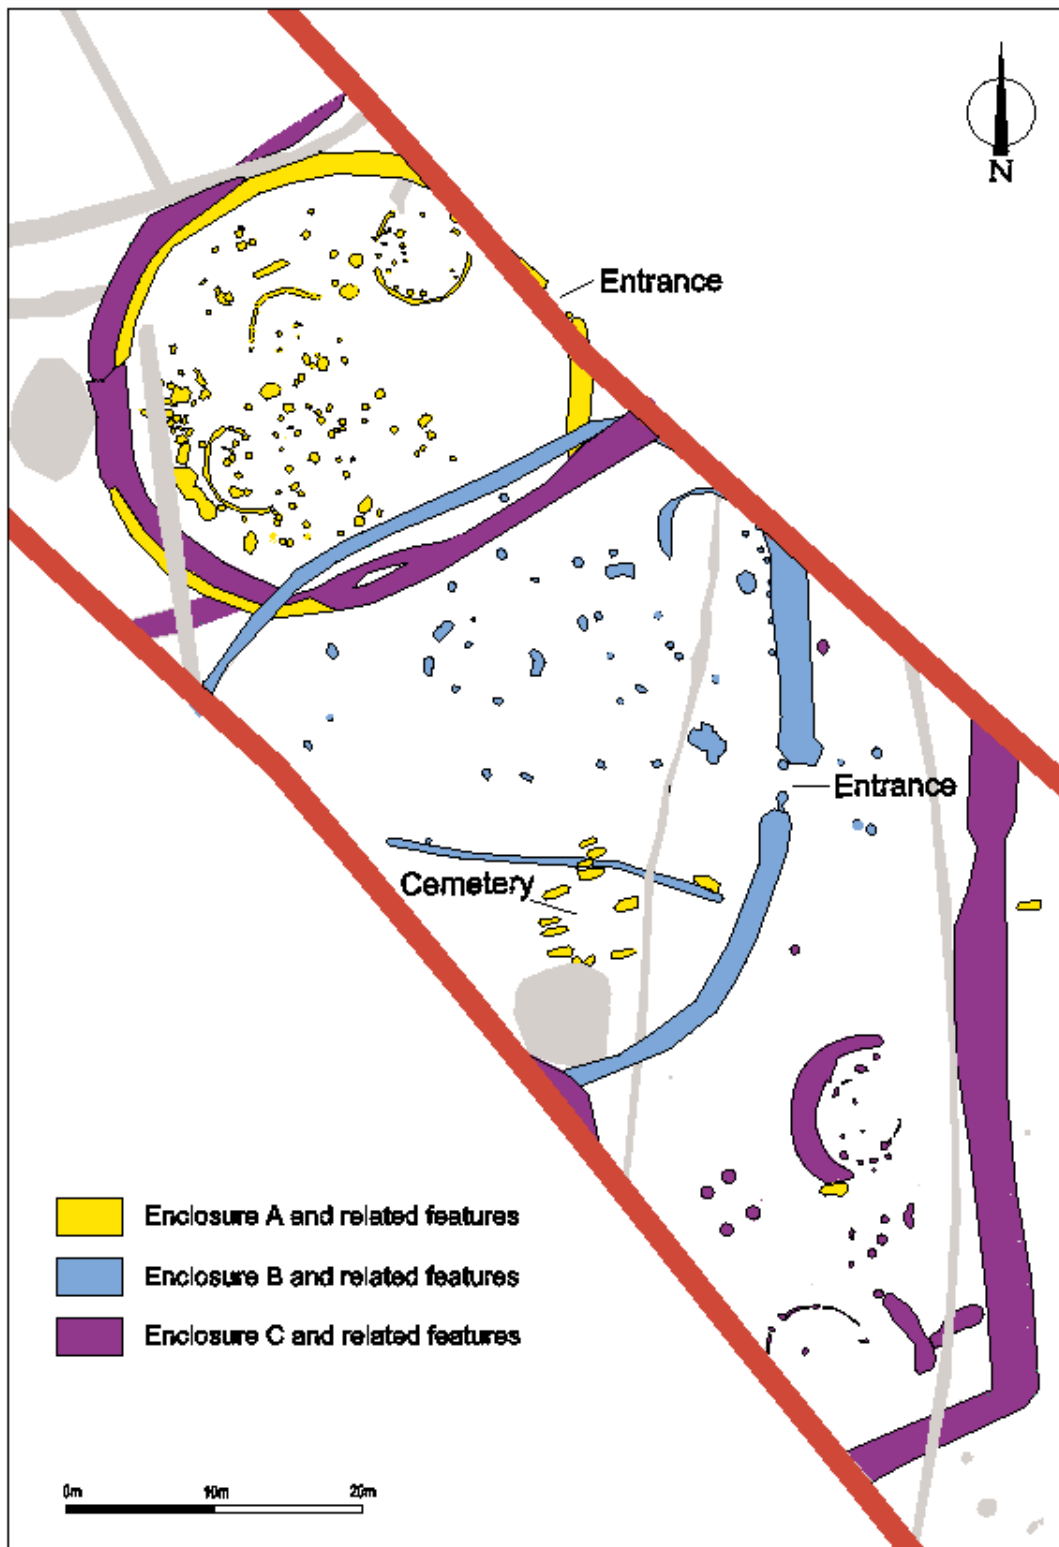 N
Entrance
Entrance
Cemetery
Enclosure A and related features
Enclosure B and related features
Enclosure C and related features
0m 10m 20m